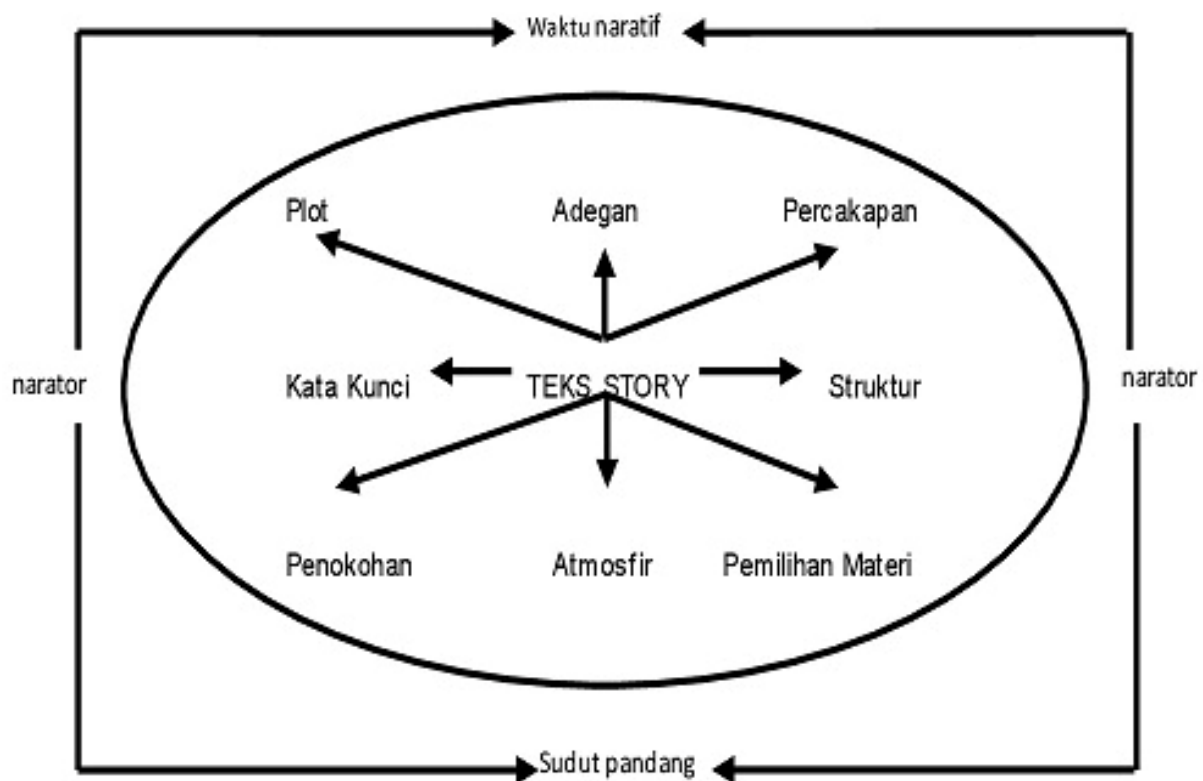 Waktu naratif
Plot
Adegan
Percakapan
narator
Kata Kunci
TEKS STORY
Struktur
narator
Penokohan
Atmosfir
Pemilihan Materi
Sudut pandang